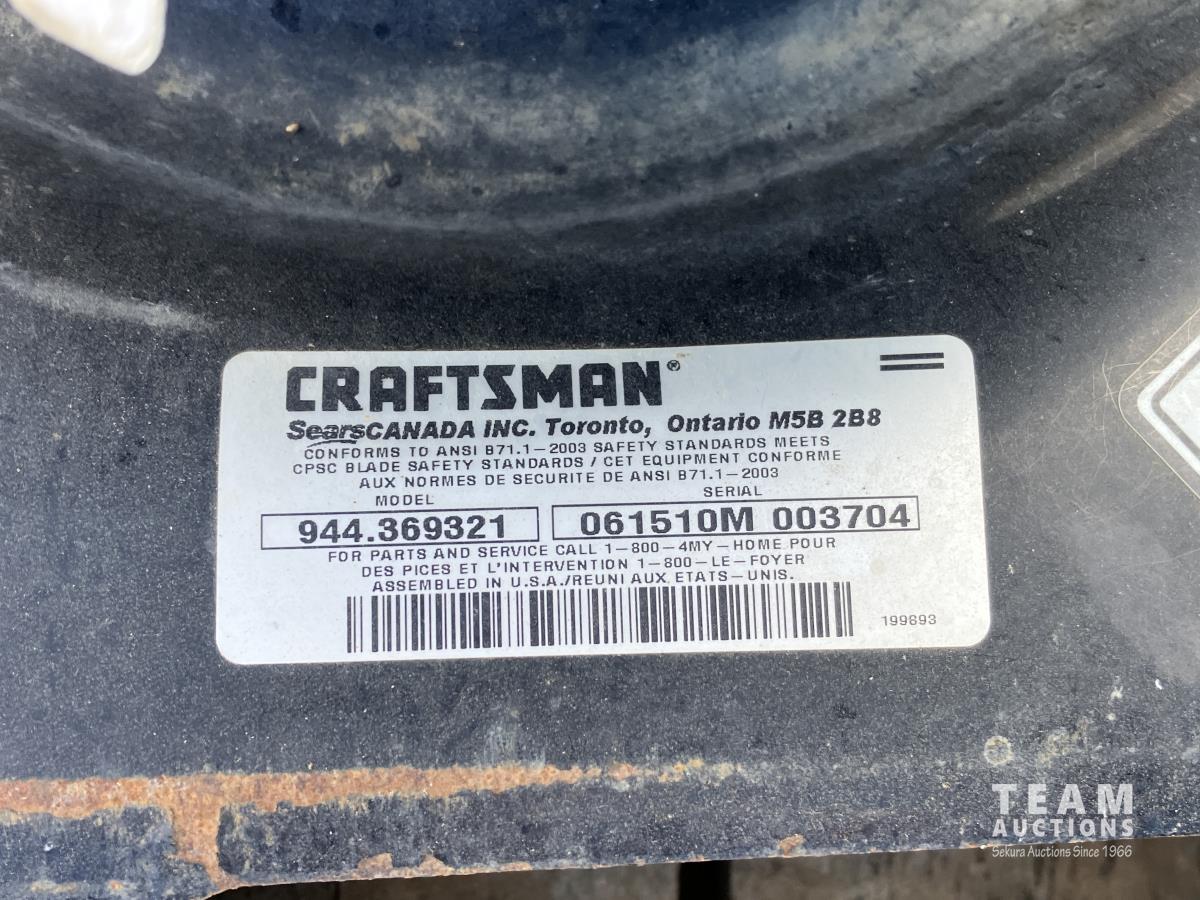 CRAFTSMAN®
Sears CANADA INC. Toronto, Ontario M5B 2B8
CONFORMS TO ANSI B71.1-2003 SAFETY STANDARDS MEETS
CPSC BLADE SAFETY STANDARDS / CET EQUIPMENT CONFORME
AUX NORMES DE SECURITE DE ANSI B71.1-2003
MODEL SERIAL
944.369321 061510M 003704
FOR PARTS AND SERVICE CALL 1-800-4MY-HOME POUR
DES PICES ET L'INTERVENTION 1-800-LE-FOYER
ASSEMBLED IN U.S.A./REUNI AUX ETATS-UNIS.
199893
TEAM
AUCTIONS
Sekura Auctions Since 1966